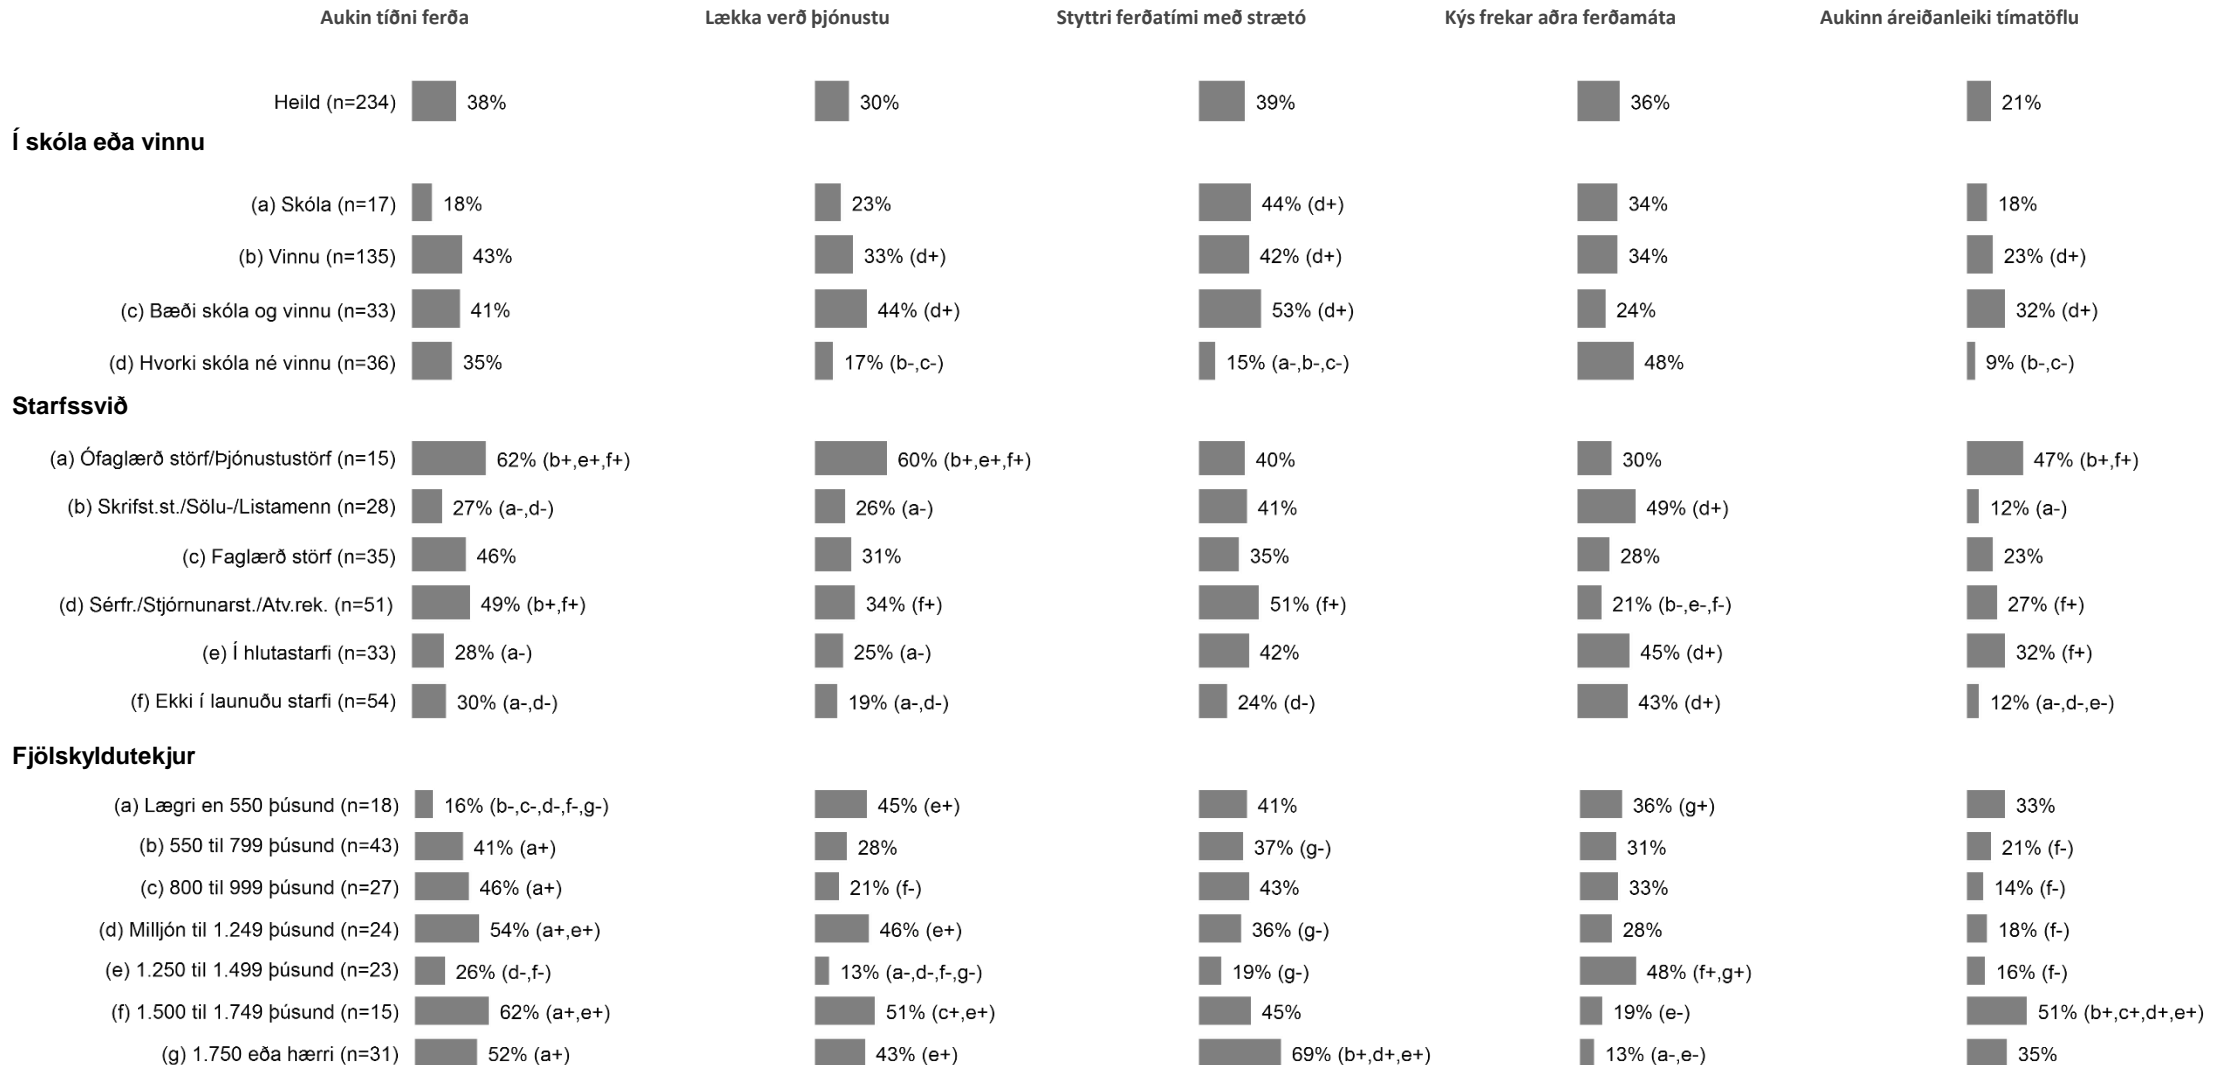 Aukin tíðni ferða Lækka verð þjónustu Styttri ferðatími með strætó Kýs frekar aðra ferðamáta Aukinn áreiðanleiki tímatöflu
Heild (n=234) 38% 30% 39% 36% 21%
Í skóla eða vinnu
(a) Skóla (n=17) 18% 23% 44% (d+) 34% 18%
(b) Vinnu (n=135) 43% 33% (d+) 42% (d+) 34% 23% (d+)
(c) Bæði skóla og vinnu (n=33) 41% 44% (d+) 53% (d+) 24% 32% (d+)
(d) Hvorki skóla né vinnu (n=36) 35% 17% (b-,c-) 15% (a-,b-,c-) 48% 9% (b-,c-)
Starfssvið
(a) Ófaglærð störf/Þjónustustörf (n=15) 62% (b+,e+,f+) 60% (b+,e+,f+) 40% 30% 47% (b+,f+)
(b) Skrifst.st./Sölu-/Listamenn (n=28) 27% (a-,d-) 26% (a-) 41% 49% (d+) 12% (a-)
(c) Faglærð störf (n=35) 46% 31% 35% 28% 23%
(d) Sérfr./Stjórnunarst./Atv.rek. (n=51) 49% (b+,f+) 34% (f+) 51% (f+) 21% (b-,e-,f-) 27% (f+)
(e) Í hlutastarfi (n=33) 28% (a-) 25% (a-) 42% 45% (d+) 32% (f+)
(f) Ekki í launuðu starfi (n=54) 30% (a-,d-) 19% (a-,d-) 24% (d-) 43% (d+) 12% (a-,d-,e-)
Fjölskyldutekjur
(a) Lægri en 550 þúsund (n=18) 16% (b-,c-,d-,f-,g-) 45% (e+) 41% 36% (g+) 33%
(b) 550 til 799 þúsund (n=43) 41% (a+) 28% 37% (g-) 31% 21% (f-)
(c) 800 til 999 þúsund (n=27) 46% (a+) 21% (f-) 43% 33% 14% (f-)
(d) Milljón til 1.249 þúsund (n=24) 54% (a+,e+) 46% (e+) 36% (g-) 28% 18% (f-)
(e) 1.250 til 1.499 þúsund (n=23) 26% (d-,f-) 13% (a-,d-,f-,g-) 19% (g-) 48% (f+,g+) 16% (f-)
(f) 1.500 til 1.749 þúsund (n=15) 62% (a+,e+) 51% (c+,e+) 45% 19% (e-) 51% (b+,c+,d+,e+)
(g) 1.750 eða hærri (n=31) 52% (a+) 43% (e+) 69% (b+,d+,e+) 13% (a-,e-) 35%